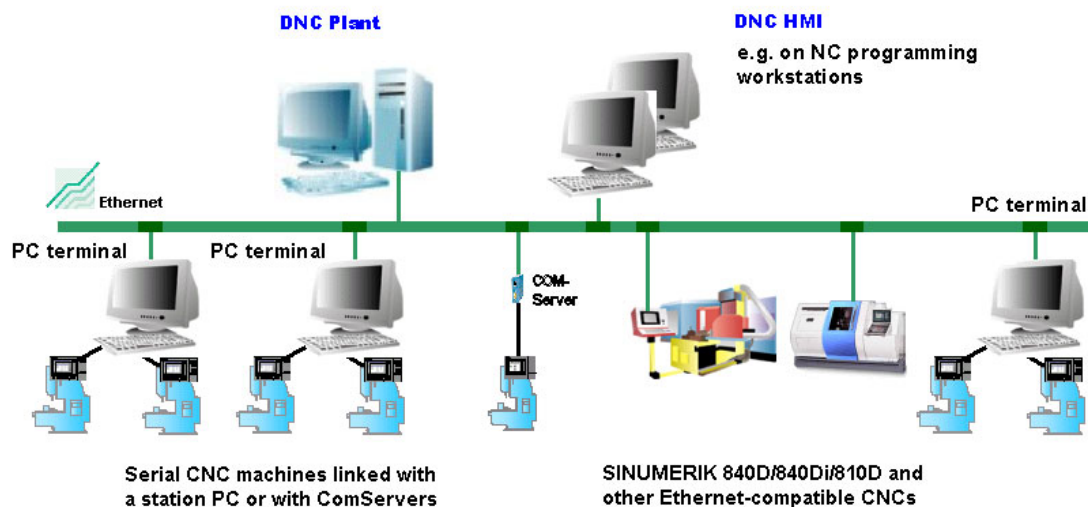 DNC Plant
DNC HMI
e.g. on NC programming
workstations
Ethernet
PC terminal
PC terminal
PC terminal
COM-
Server
Serial CNC machines linked with
a station PC or with ComServers
SINUMERIK 840D/840Di/810D and
other Ethernet-compatible CNCs